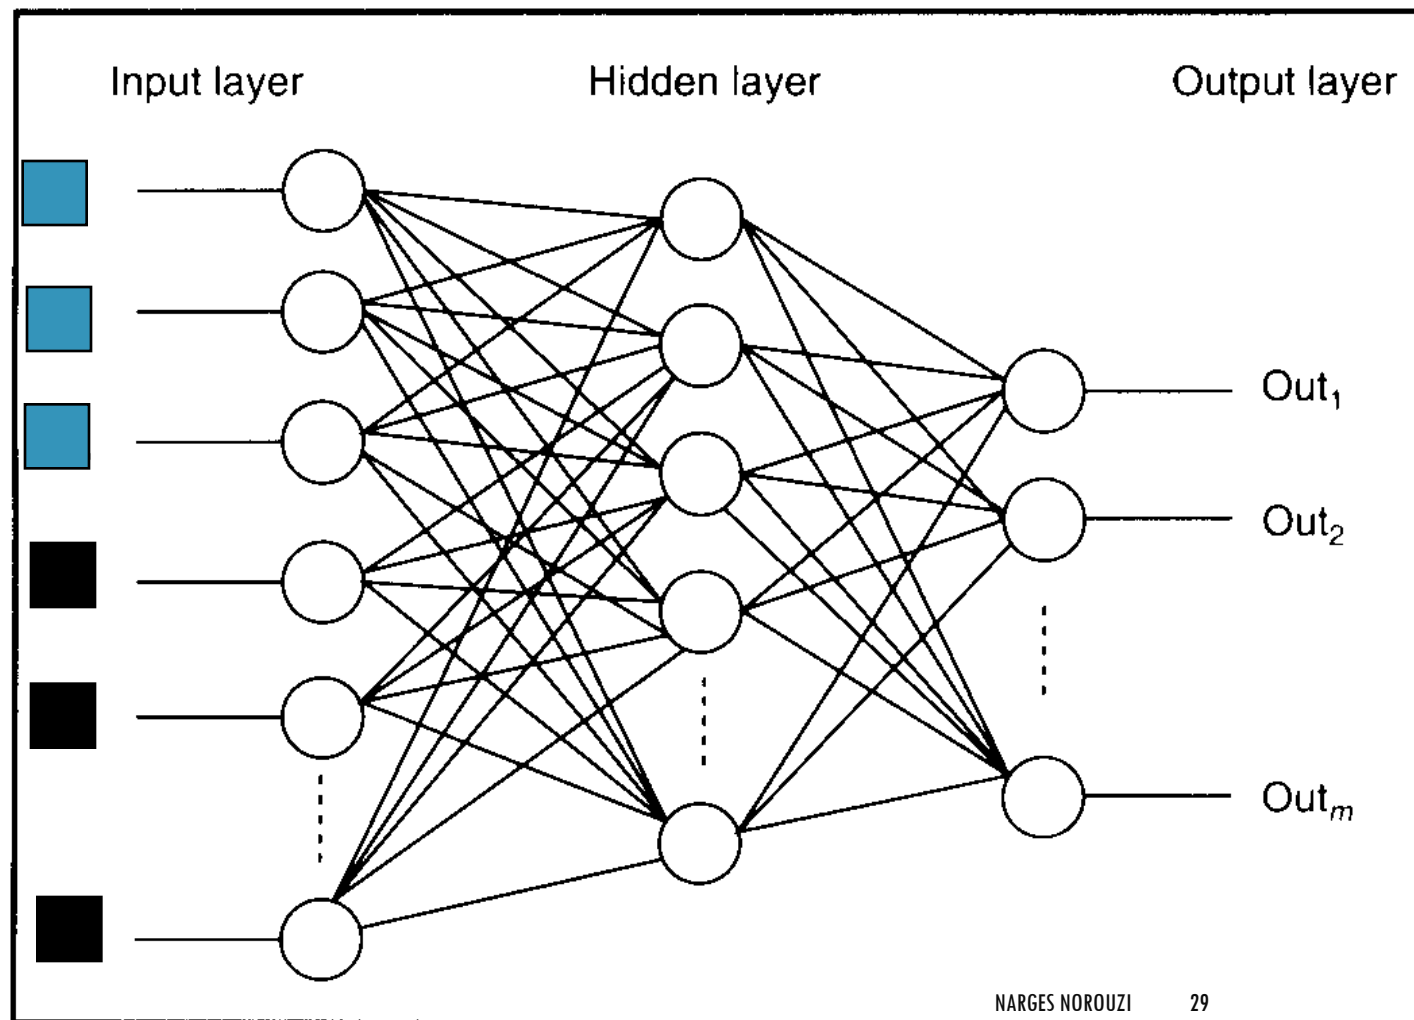 Input layer
Hidden layer
Output layer
Out₁
Out₂
Outₘ
NARGES NOROUZI 29